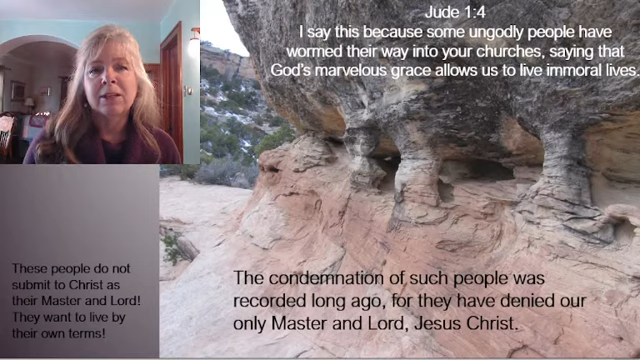 Jude 1:4
I say this because some ungodly people have
wormed their way into your churches, saying that
God's marvelous grace allows us to live immoral lives.
The condemnation of such people was
recorded long ago, for they have denied our
only Master and Lord, Jesus Christ.
These people do not
submit to Christ as
their Master and Lord!
They want to live by
their own terms!